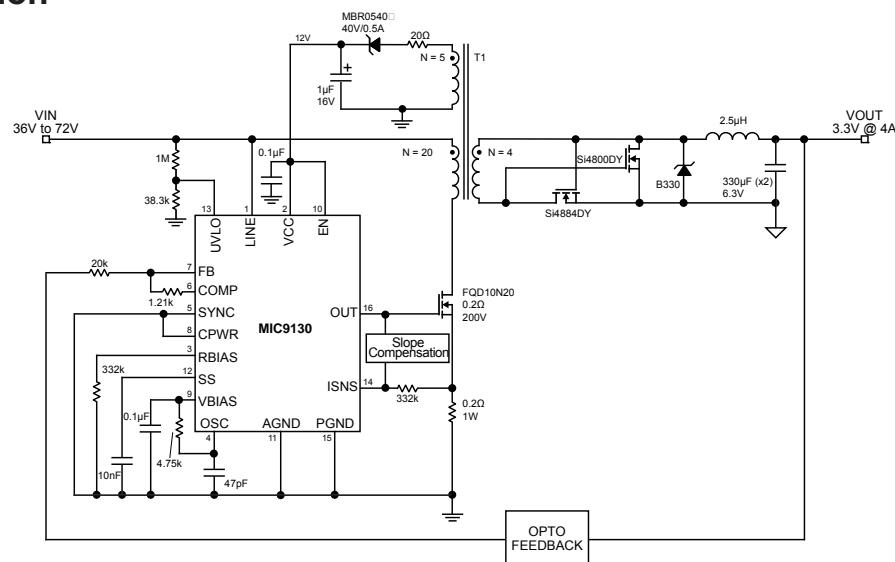 MBR0540□
40V/0.5A
20Ω
12V
N = 5
T1
1µF
16V
VIN
36V to 72V
VOUT
3.3V @ 4A
2.5µH
1M
0.1µF
N = 20
N = 4
Si4800DY
B330
330µF (x2)
6.3V
38.3k
Si4884DY
13
1
2
10
UVLO
LINE
VCC
EN
20k
7
FB
6
COMP
1.21k
5
SYNC
8
CPWR
3
RBIAS
332k
12
SS
9
VBIAS
MIC9130
OUT
16
FQD10N20
0.2Ω
200V
Slope
Compensation
ISNS
14
332k
0.2Ω
1W
0.1µF
OSC
AGND
PGND
4
11
15
4.75k
10nF
47pF
OPTO
FEEDBACK